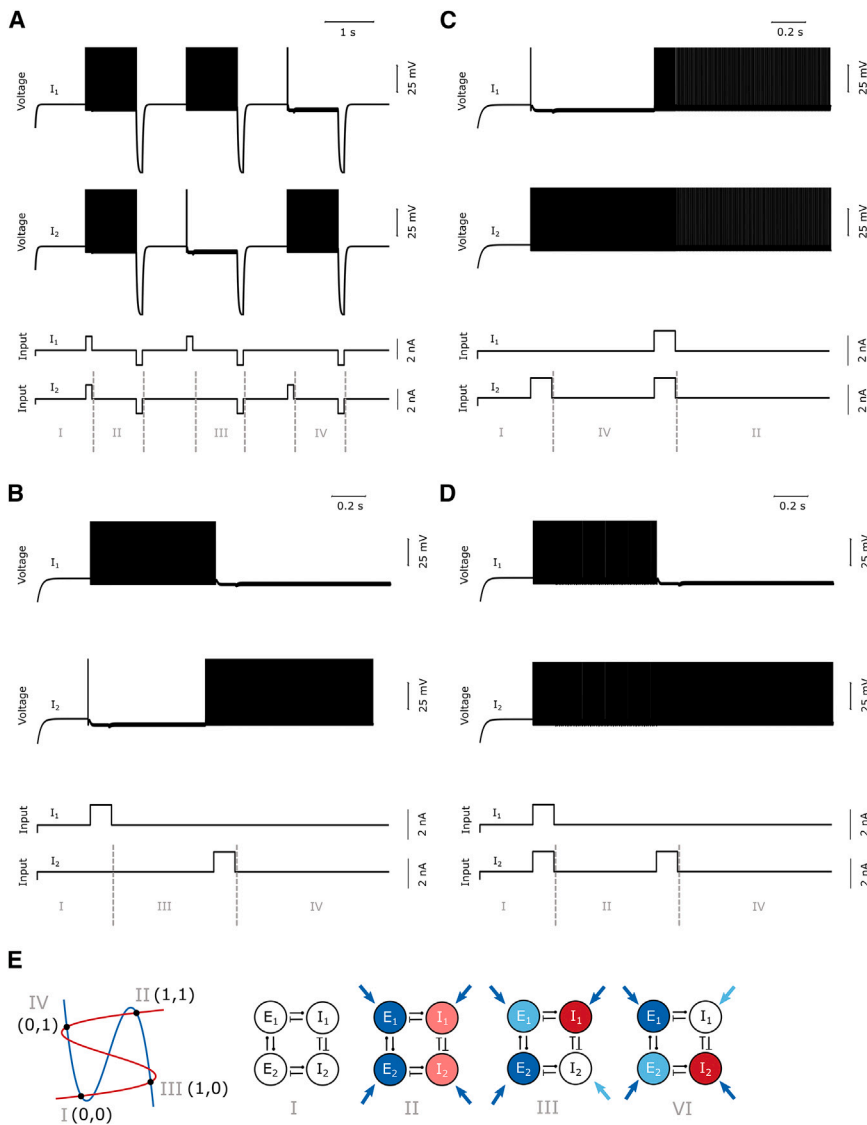 A
1 s
Voltage
I1
25 mV
Voltage
I2
25 mV
Input
I1
2 nA
Input
I2
2 nA
I
II
III
IV
C
0.2 s
Voltage
I1
25 mV
Voltage
I2
25 mV
Input
I1
2 nA
Input
I2
2 nA
I
IV
II
B
0.2 s
Voltage
I1
25 mV
Voltage
I2
25 mV
Input
I1
2 nA
Input
I2
2 nA
I
III
IV
D
0.2 s
Voltage
I1
25 mV
Voltage
I2
25 mV
Input
I1
2 nA
Input
I2
2 nA
I
II
IV
E
IV
(0,1)
II (1,1)
III (1,0)
I (0,0)
E1 I1
E2 I2
I
E1 I1
E2 I2
II
E1 I1
E2 I2
III
E1 I1
E2 I2
VI